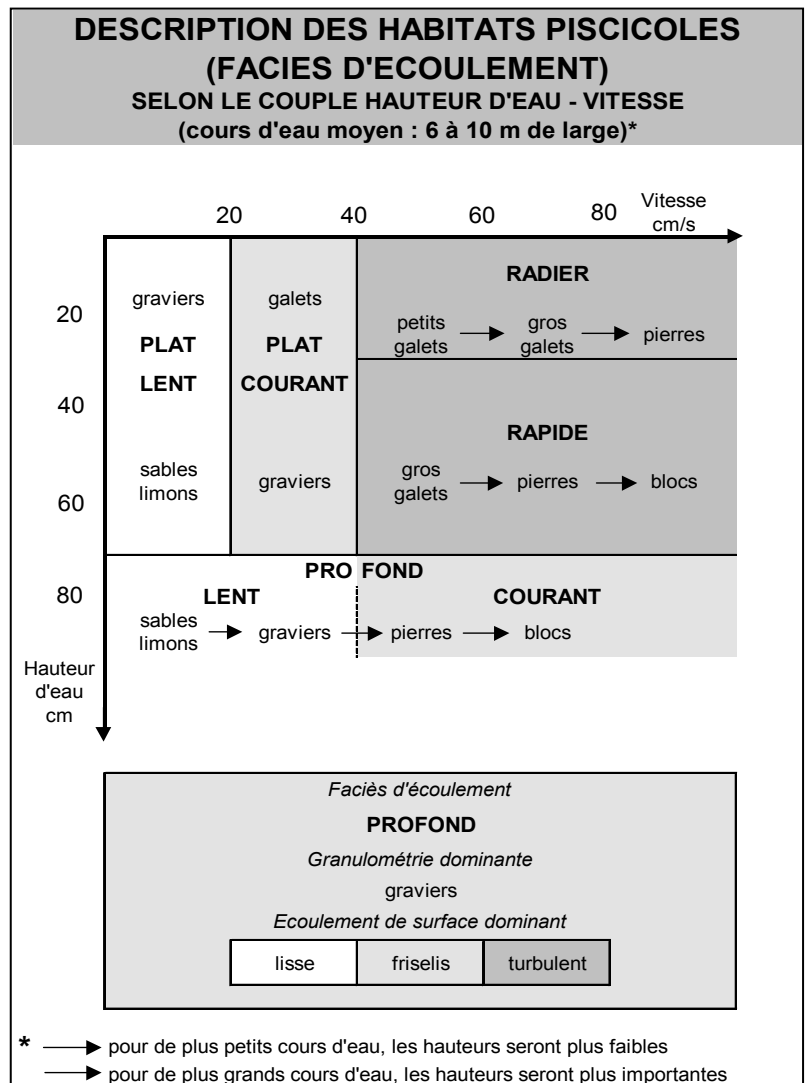 DESCRIPTION DES HABITATS PISCICOLES
(FACIES D'ECOULEMENT)
SELON LE COUPLE HAUTEUR D'EAU - VITESSE
(cours d'eau moyen : 6 à 10 m de large)*
20 40 60 80 Vitesse
cm/s
RADIER
graviers galets
20
petits gros pierres
galets galets
PLAT PLAT
LENT COURANT
40
RAPIDE
sables gros
limons graviers galets pierres blocs
60
PRO FOND
80 LENT COURANT
sables
limons graviers pierres blocs
Hauteur
d'eau
cm
Faciès d'écoulement
PROFOND
Granulométrie dominante
graviers
Ecoulement de surface dominant
lisse friselis turbulent
* pour de plus petits cours d'eau, les hauteurs seront plus faibles
pour de plus grands cours d'eau, les hauteurs seront plus importantes